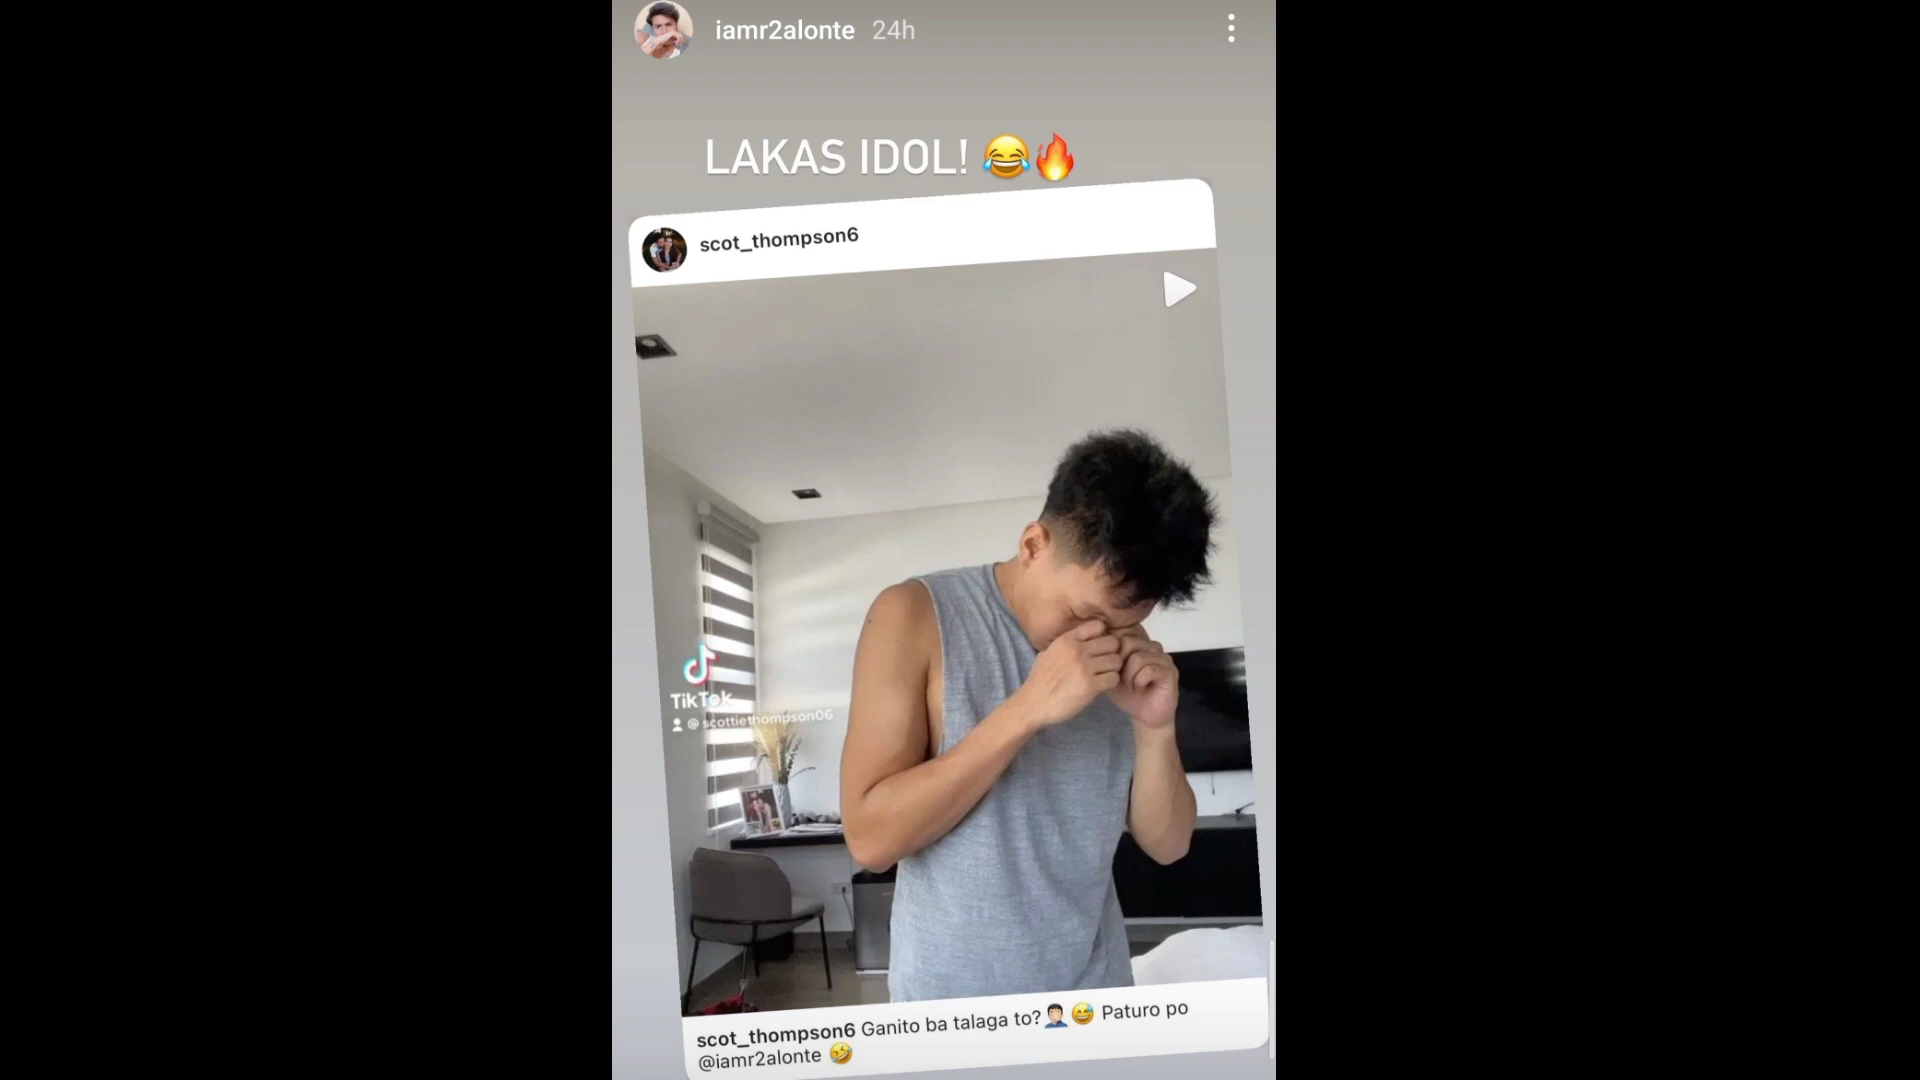 iamr2alonte 24h
LAKAS IDOL! 😂🔥
scot_thompson6
TikTok
@ scottiethompson06
scot_thompson6 Ganito ba talaga to?🤦🏻‍♂️😅 Paturo po
@iamr2alonte 🤣